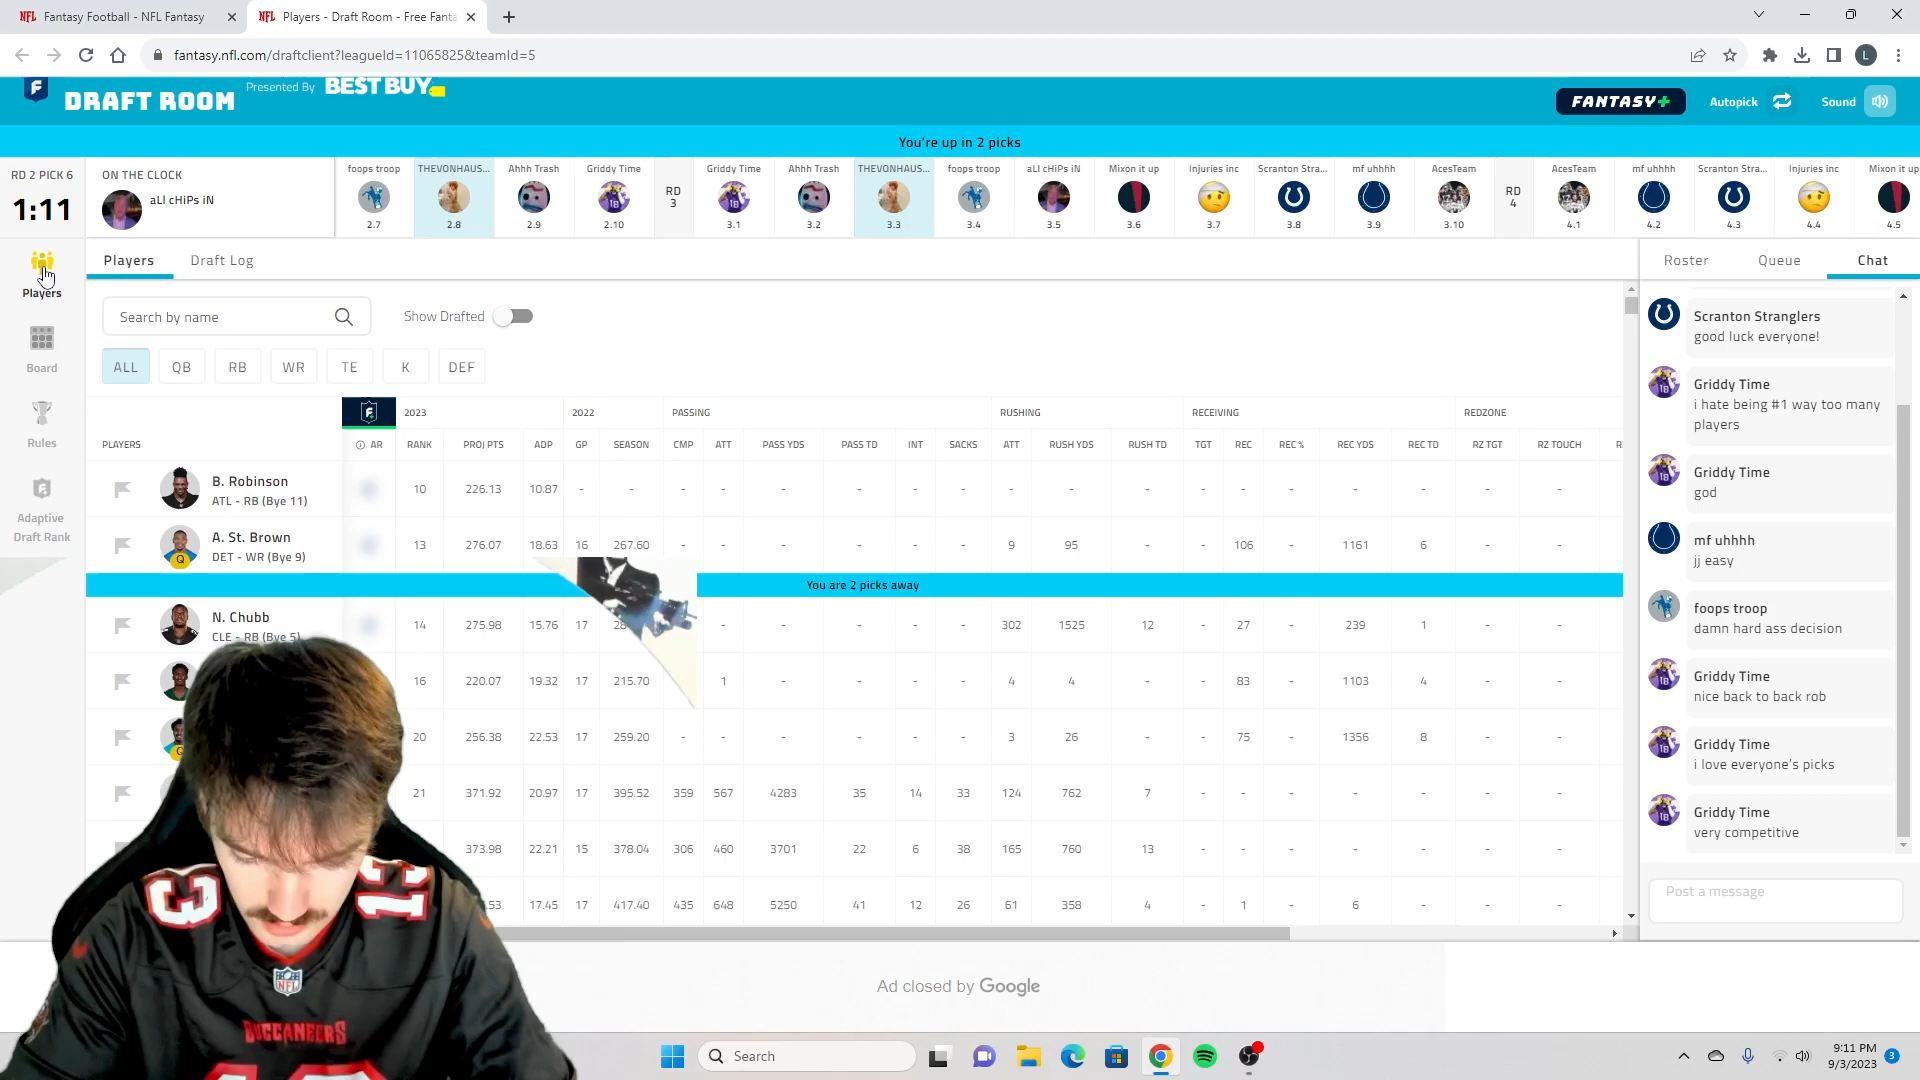 Fantasy Football - NFL Fantasy
Players - Draft Room - Free Fanta
fantasy.nfl.com/draftclient?leagueId=11065825&teamId=5
L
DRAFT ROOM
Presented By BEST BUY
FANTASY+
Autopick
Sound
You're up in 2 picks
RD 2 PICK 6
1:11
ON THE CLOCK
aLl cHiPs iN
foops troop 2.7
THEVONHAUS... 2.8
Ahhh Trash 2.9
Griddy Time 2.10
RD 3
Griddy Time 3.1
Ahhh Trash 3.2
THEVONHAUS... 3.3
foops troop 3.4
aLl cHiPs iN 3.5
Mixon it up 3.6
Injuries inc 3.7
Scranton Stra... 3.8
mf uhhhh 3.9
AcesTeam 3.10
RD 4
AcesTeam 4.1
mf uhhhh 4.2
Scranton Stra... 4.3
Injuries inc 4.4
Mixon it up 4.5
Players
Board
Rules
Adaptive
Draft Rank
Players Draft Log
Search by name
Show Drafted
ALL QB RB WR TE K DEF
2023 2022 PASSING RUSHING RECEIVING REDZONE
PLAYERS AR RANK PROJ PTS ADP GP SEASON CMP ATT PASS YDS PASS TD INT SACKS ATT RUSH YDS RUSH TD TGT REC REC % REC YDS REC TD RZ TGT RZ TOUCH
B. Robinson
ATL - RB (Bye 11)
10 226.13 10.87 - - - - - - - - - - - - - - - - - -
A. St. Brown
Q
DET - WR (Bye 9)
13 276.07 18.63 16 267.60 - - - - - - 9 95 - - 106 - 1161 6 - -
You are 2 picks away
N. Chubb
CLE - RB (Bye 5)
14 275.98 15.76 17 - - - - - 302 1525 12 - 27 - 239 1 - -
16 220.07 19.32 17 215.70 1 - - - - 4 4 - - 83 - 1103 4 - -
20 256.38 22.53 17 259.20 - - - - - - 3 26 - - 75 - 1356 8 - -
21 371.92 20.97 17 395.52 359 567 4283 35 14 33 124 762 7 - - - - - - -
373.98 22.21 15 378.04 306 460 3701 22 6 38 165 760 13 - - - - - - -
.53 17.45 17 417.40 435 648 5250 41 12 26 61 358 4 - 1 - 6 - - -
Roster Queue Chat
Scranton Stranglers
good luck everyone!
Griddy Time
i hate being #1 way too many
players
Griddy Time
god
mf uhhhh
jj easy
foops troop
damn hard ass decision
Griddy Time
nice back to back rob
Griddy Time
i love everyone's picks
Griddy Time
very competitive
Post a message
Ad closed by Google
NFL
BUCCANEERS
13
Search
9:11 PM
9/3/2023
3